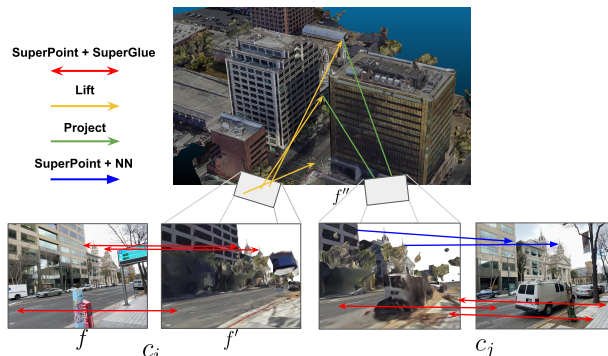 SuperPoint + SuperGlue
Lift
Project
SuperPoint + NN
f''
f
c_i
f'
c_j